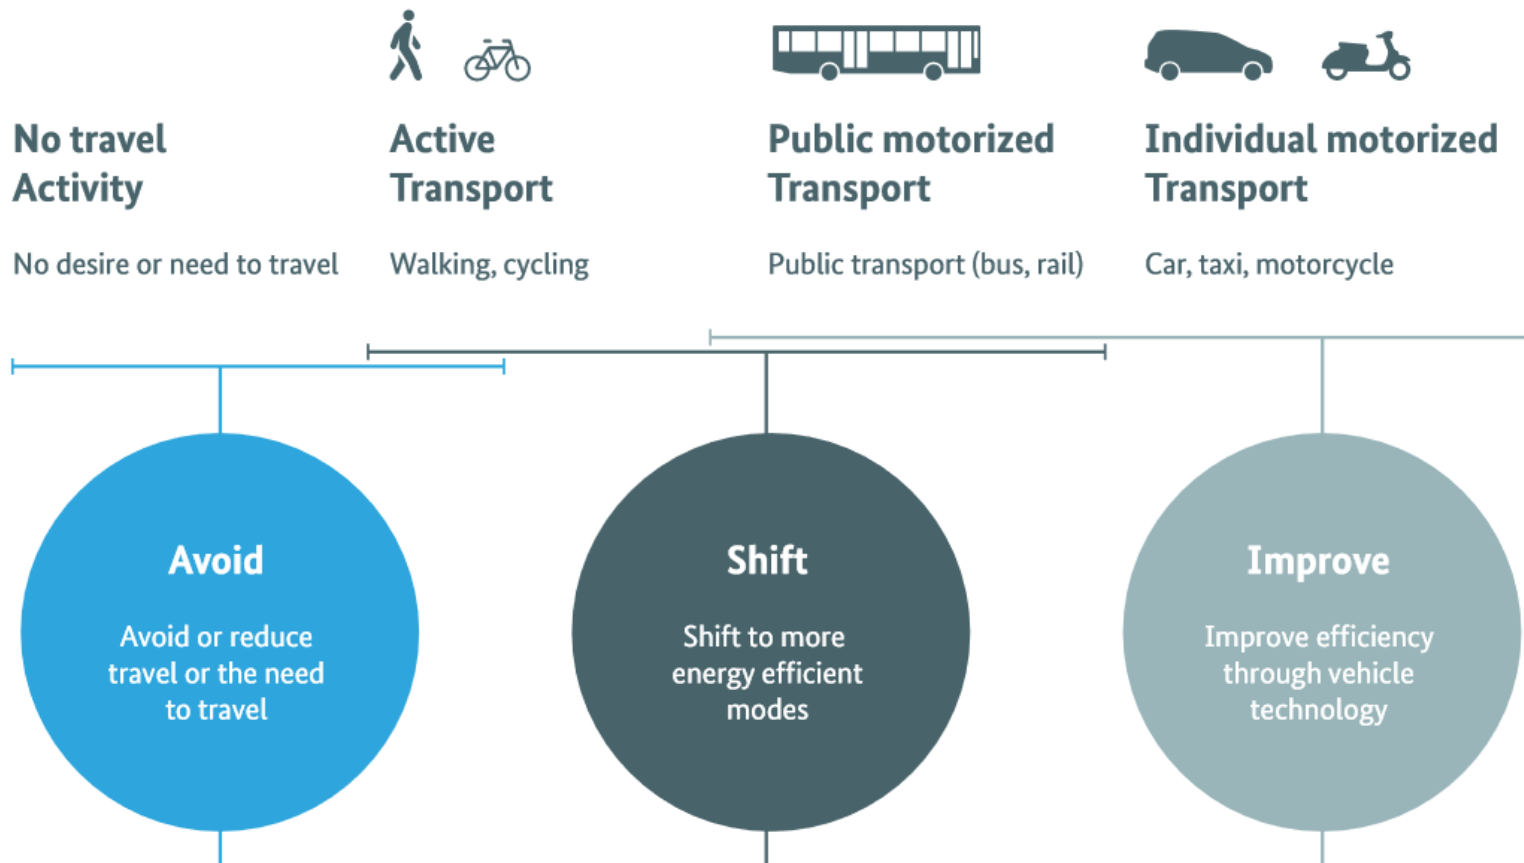 No travel
Activity
No desire or need to travel
Active
Transport
Walking, cycling
Public motorized
Transport
Public transport (bus, rail)
Individual motorized
Transport
Car, taxi, motorcycle
Avoid
Avoid or reduce
travel or the need
to travel
Shift
Shift to more
energy efficient
modes
Improve
Improve efficiency
through vehicle
technology